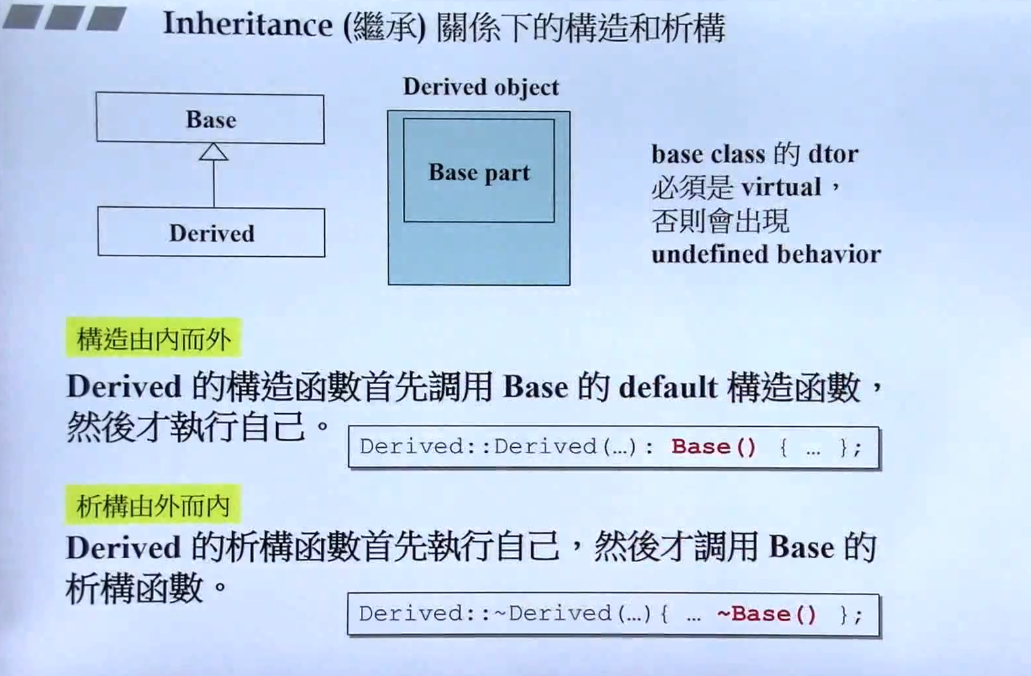 Inheritance (繼承) 關係下的構造和析構
Base
Derived
Derived object
Base part
base class 的 dtor
必須是 virtual，
否則會出現
undefined behavior
構造由內而外
Derived 的構造函數首先調用 Base 的 default 構造函數，
然後才執行自己。
Derived::Derived(…): Base() { … };
析構由外而內
Derived 的析構函數首先執行自己，然後才調用 Base 的
析構函數。
Derived::~Derived(…){ … ~Base() };